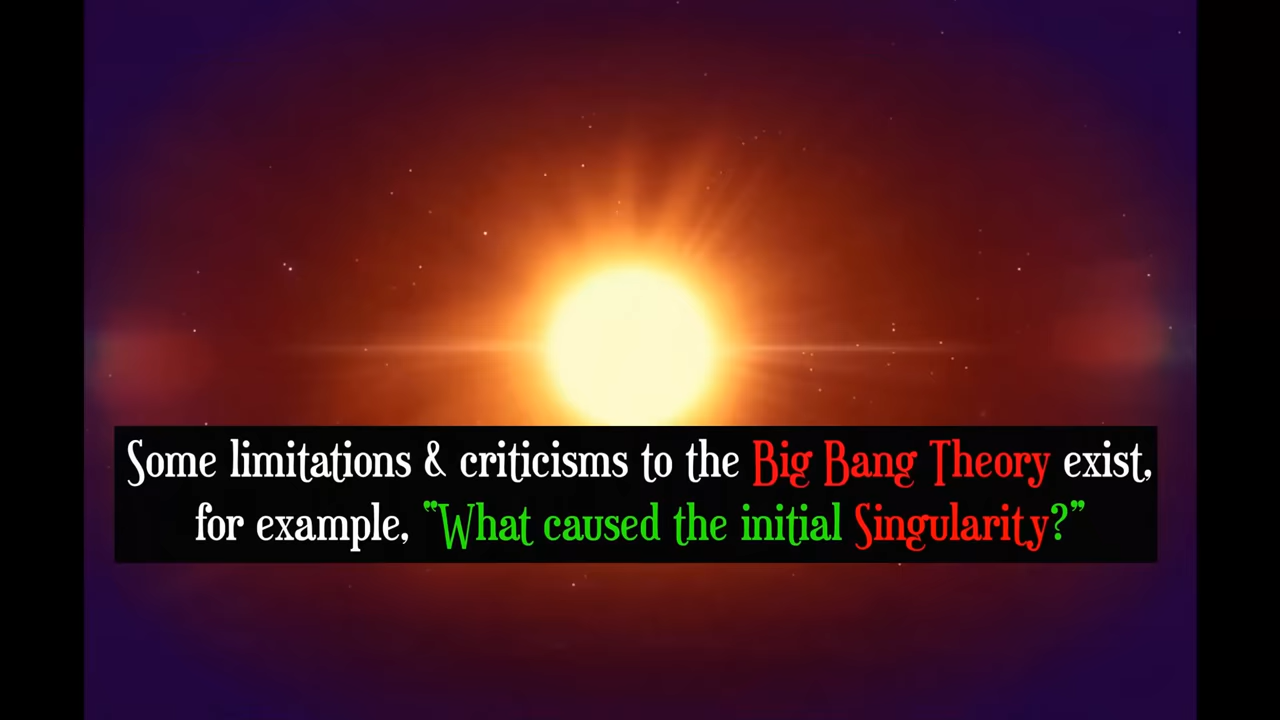 Some limitations & criticisms to the Big Bang Theory exist,
for example, “What caused the initial Singularity?”